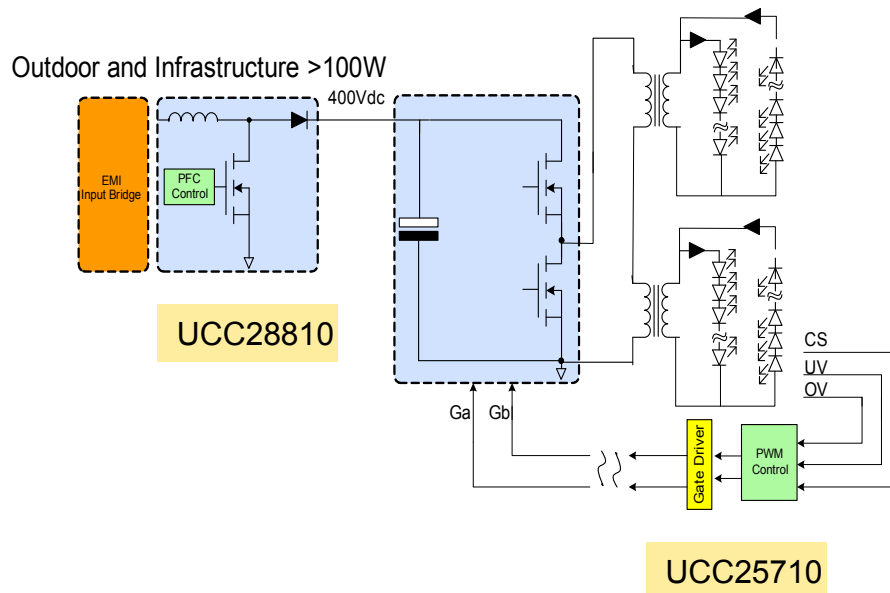 Outdoor and Infrastructure >100W
400Vdc
EMI
Input Bridge
PFC
Control
UCC28810
CS
UV
OV
Ga
Gb
Gate Driver
PWM
Control
UCC25710